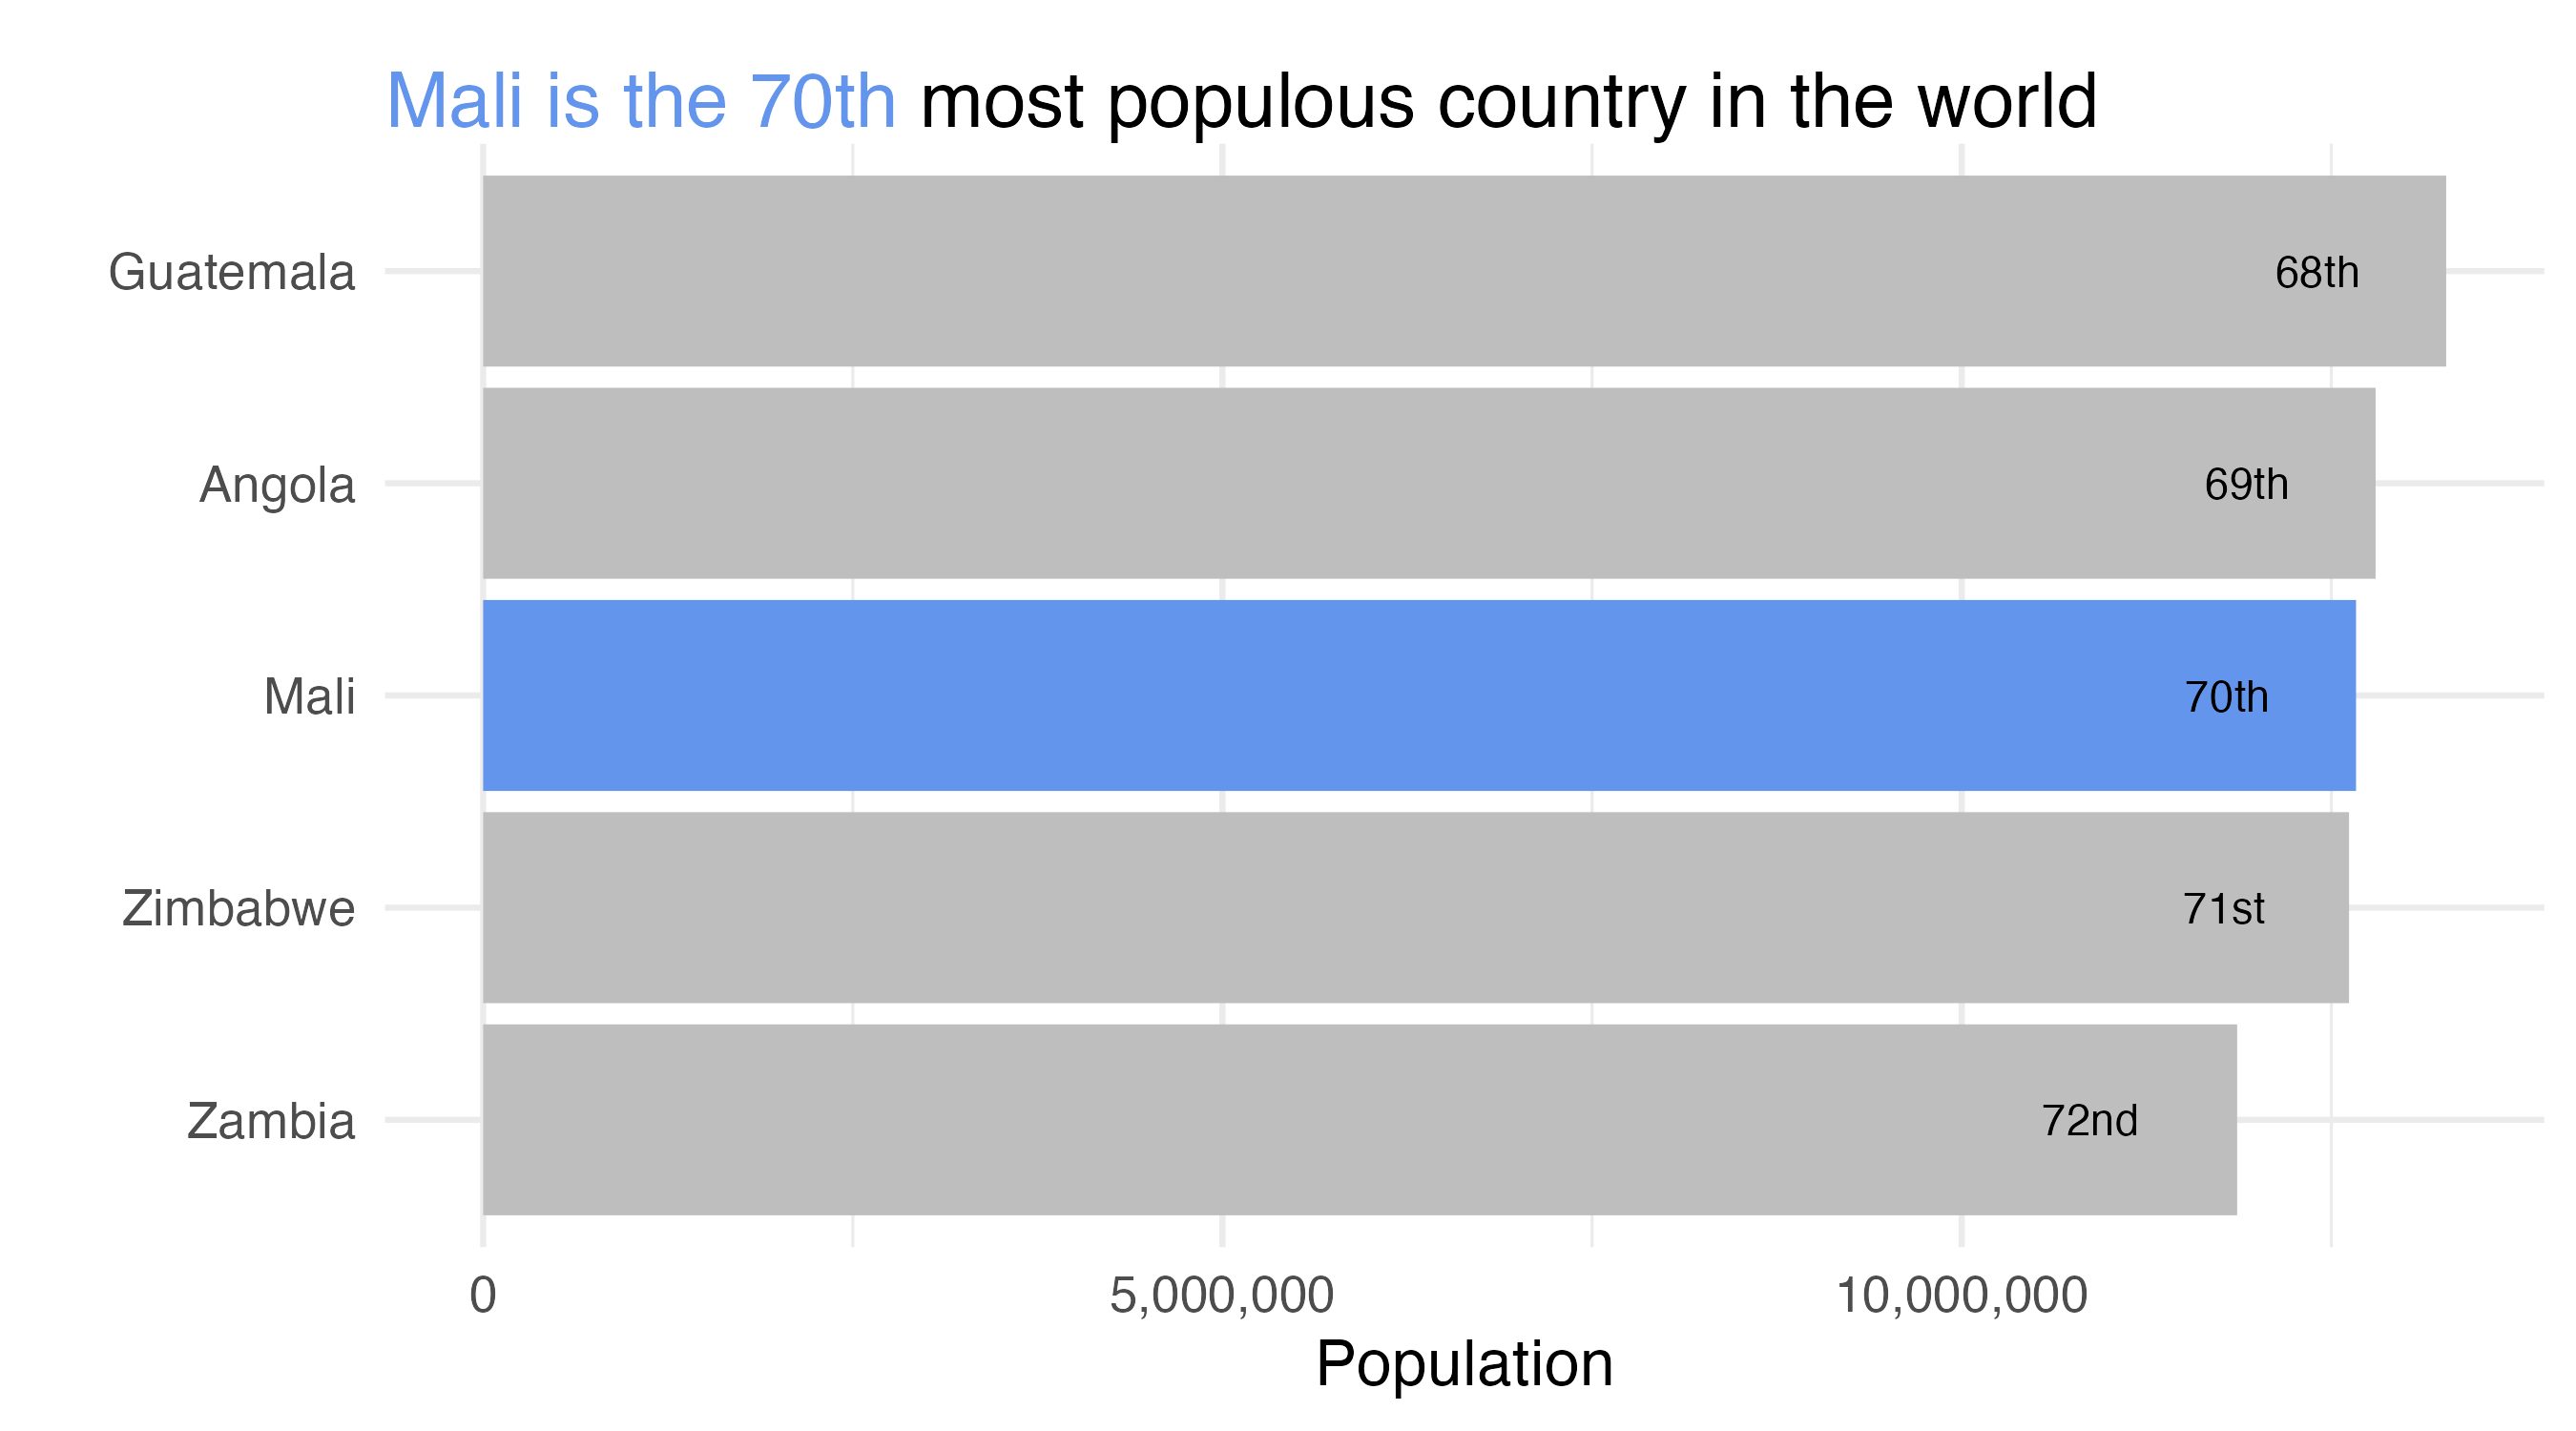 Mali is the 70th most populous country in the world
Guatemala 68th
Angola 69th
Mali 70th
Zimbabwe 71st
Zambia 72nd
0 5,000,000 10,000,000
Population